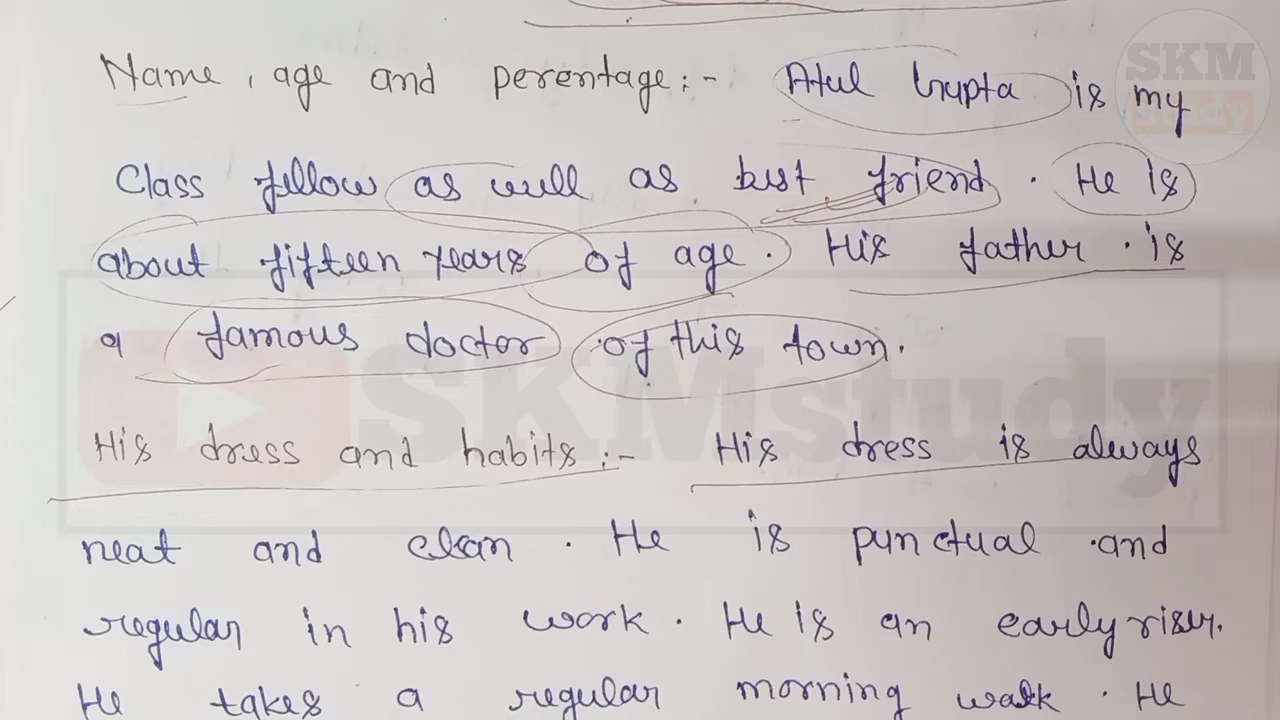 Name, age and perentage:- Atul Gupta is my
Class fellow as well as best friend. He is
about fifteen years of age. His father is
a famous doctor of this town.
His dress and habits:- His dress is always
neat and clean. He is punctual and
regular in his work. He is an early riser.
He takes a regular morning walk. He
SKM
study
SKMstudy